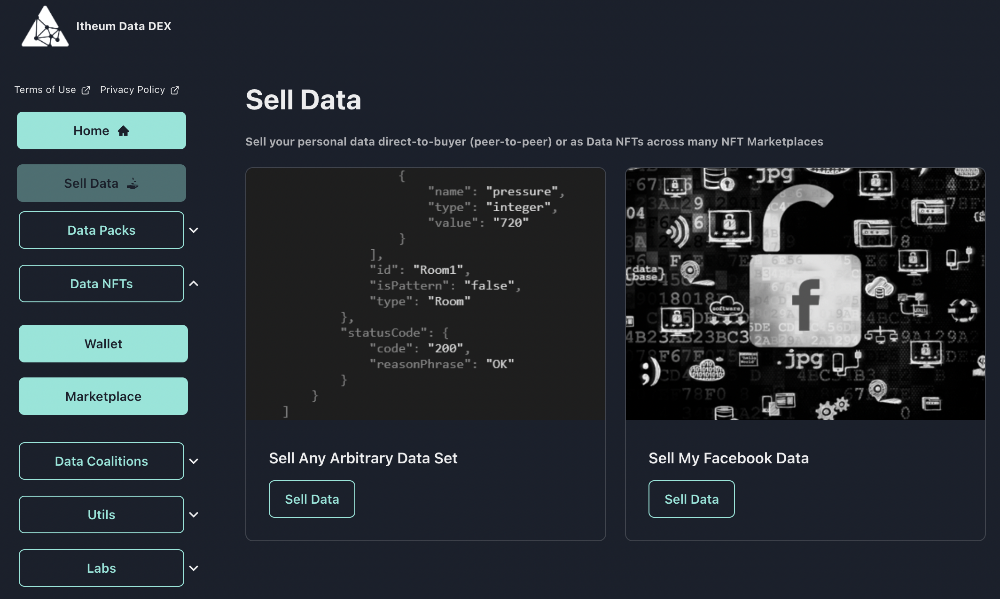 Itheum Data DEX
Terms of Use Privacy Policy
Home
Sell Data
Data Packs
Data NFTs
Wallet
Marketplace
Data Coalitions
Utils
Labs
Sell Data
Sell your personal data direct-to-buyer (peer-to-peer) or as Data NFTs across many NFT Marketplaces
{
"name": "pressure",
"type": "integer",
"value": "720"
}
],
"id": "Room1",
"isPattern": "false",
"type": "Room"
},
"statusCode": {
"code": "200",
"reasonPhrase": "OK"
}
}
]
Sell Any Arbitrary Data Set
Sell Data
.jpg
{data
base}
18018
software
4B23AB23BC3
.jpg
;)
Sell My Facebook Data
Sell Data